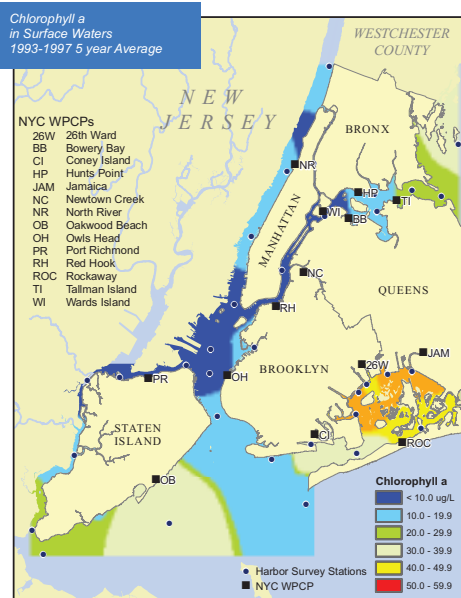 Chlorophyll a
in Surface Waters
1993-1997 5 year Average
WESTCHESTER
COUNTY
NEW
JERSEY
NYC WPCPs
26W 26th Ward
BB Bowery Bay
CI Coney Island
HP Hunts Point
JAM Jamaica
NC Newtown Creek
NR North River
OB Oakwood Beach
OH Owls Head
PR Port Richmond
RH Red Hook
ROC Rockaway
TI Tallman Island
WI Wards Island
BRONX
NR
HP
TI
WI
BB
MANHATTAN
NC
QUEENS
RH
JAM
26W
BROOKLYN
OH
PR
STATEN
ISLAND
CI
ROC
OB
Chlorophyll a
< 10.0 ug/L
10.0 - 19.9
20.0 - 29.9
30.0 - 39.9
40.0 - 49.9
50.0 - 59.9
Harbor Survey Stations
NYC WPCP